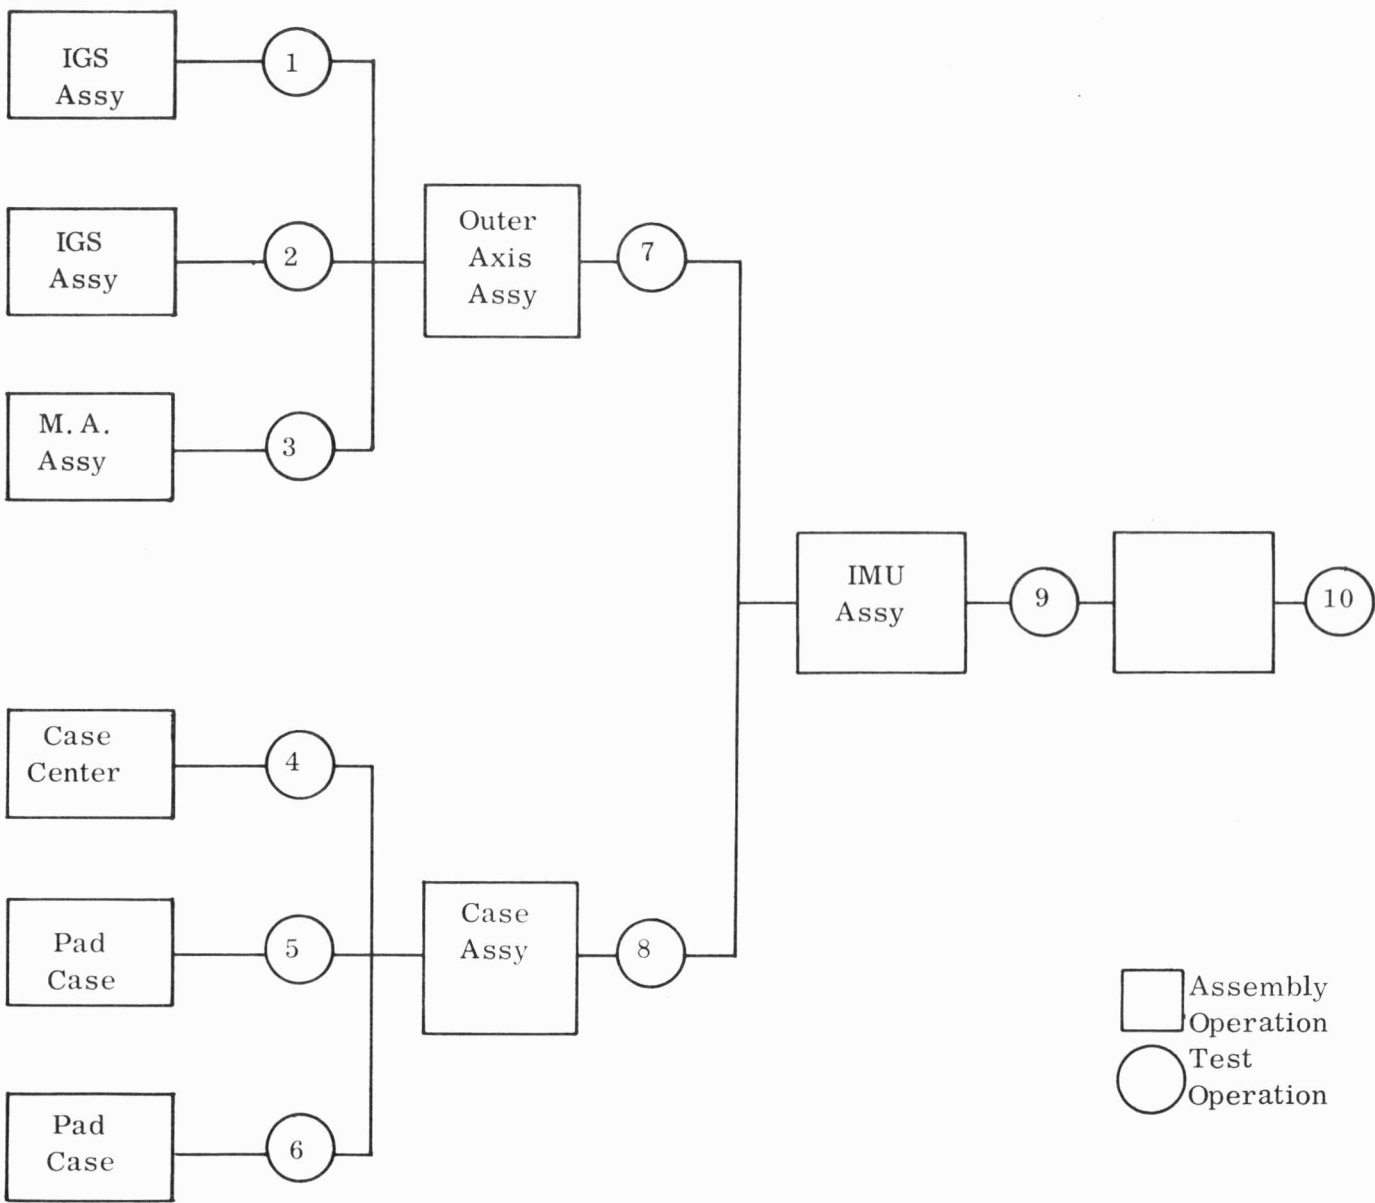 IGS
Assy
1
IGS
Assy
2
M. A.
Assy
3
Outer
Axis
Assy
7
Case
Center
4
Pad
Case
5
Pad
Case
6
Case
Assy
8
IMU
Assy
9
10
Assembly
Operation
Test
Operation